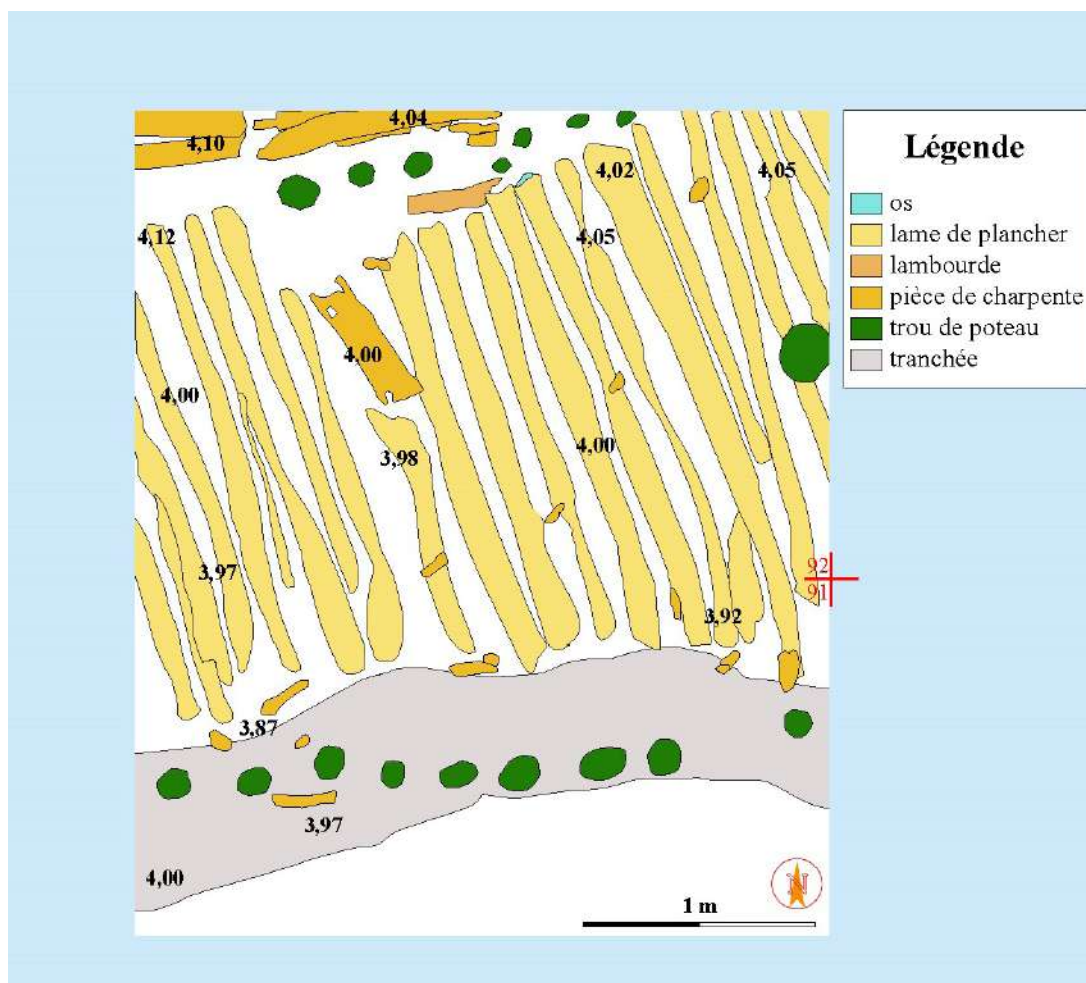 4,04
4,10
4,02
4,05
4,12
4,05
4,00
4,00
4,00
3,98
3,97
3,92
3,87
3,97
4,00
92
91
N
1 m
Légende
os
lame de plancher
lambourde
pièce de charpente
trou de poteau
tranchée